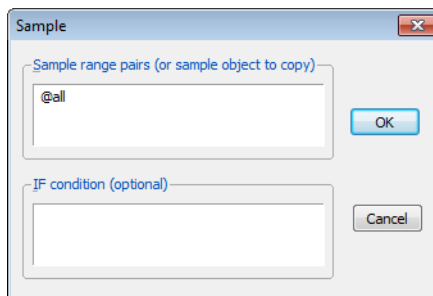 Sample
Sample range pairs (or sample object to copy)
@all
OK
IF condition (optional)
Cancel